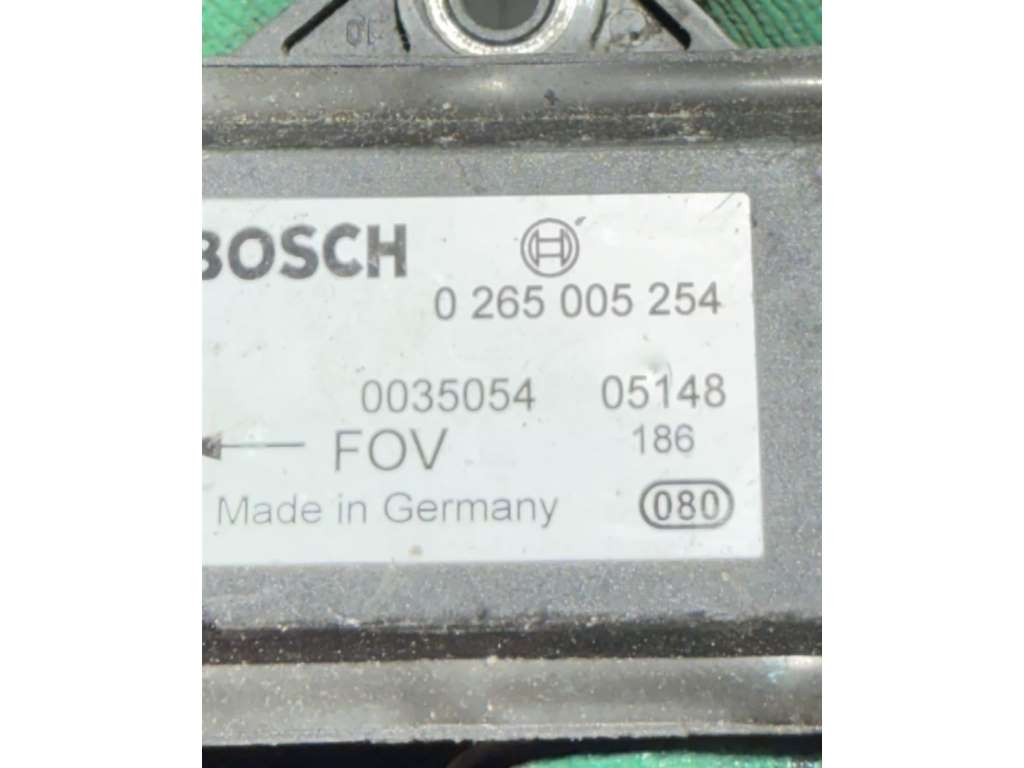 BOSCH
0 265 005 254
0035054 05148
FOV 186
Made in Germany 080